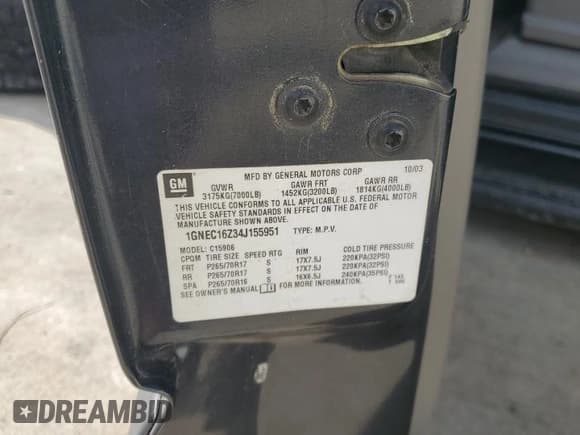 GM
MFD BY GENERAL MOTORS CORP 10/03
GVWR GAWR FRT GAWR RR
3175KG(7000LB) 1452KG(3200LB) 1814KG(4000LB)
THIS VEHICLE CONFORMS TO ALL APPLICABLE U.S. FEDERAL MOTOR
VEHICLE SAFETY STANDARDS IN EFFECT ON THE DATE OF
MANUFACTURE SHOWN ABOVE.
1GNEC16Z34J155951 TYPE: M.P.V.
MODEL: C15906
CPQM TIRE SIZE SPEED RTG RIM COLD TIRE PRESSURE
FRT P265/70R17 S 17X7.5J 220KPA(32PSI)
RR P265/70R17 S 17X7.5J 220KPA(32PSI)
SPA P265/70R16 S 16X6.5J 240KPA(35PSI)
SEE OWNER'S MANUAL FOR MORE INFORMATION.
DREAMBID